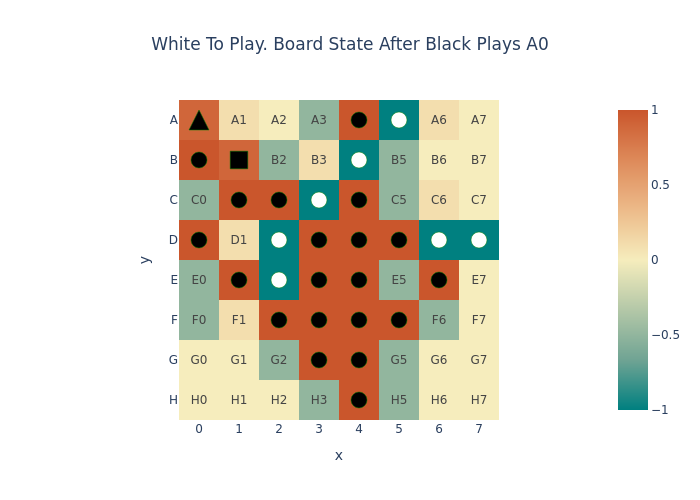 White To Play. Board State After Black Plays A0
A A1 A2 A3 A6 A7 1
B B2 B3 B5 B6 B7
C C0 C5 C6 C7 0.5
D D1
y E E0 E5 E7 0
F F0 F1 F6 F7
G G0 G1 G2 G5 G6 G7 −0.5
H H0 H1 H2 H3 H5 H6 H7 −1
0 1 2 3 4 5 6 7
x